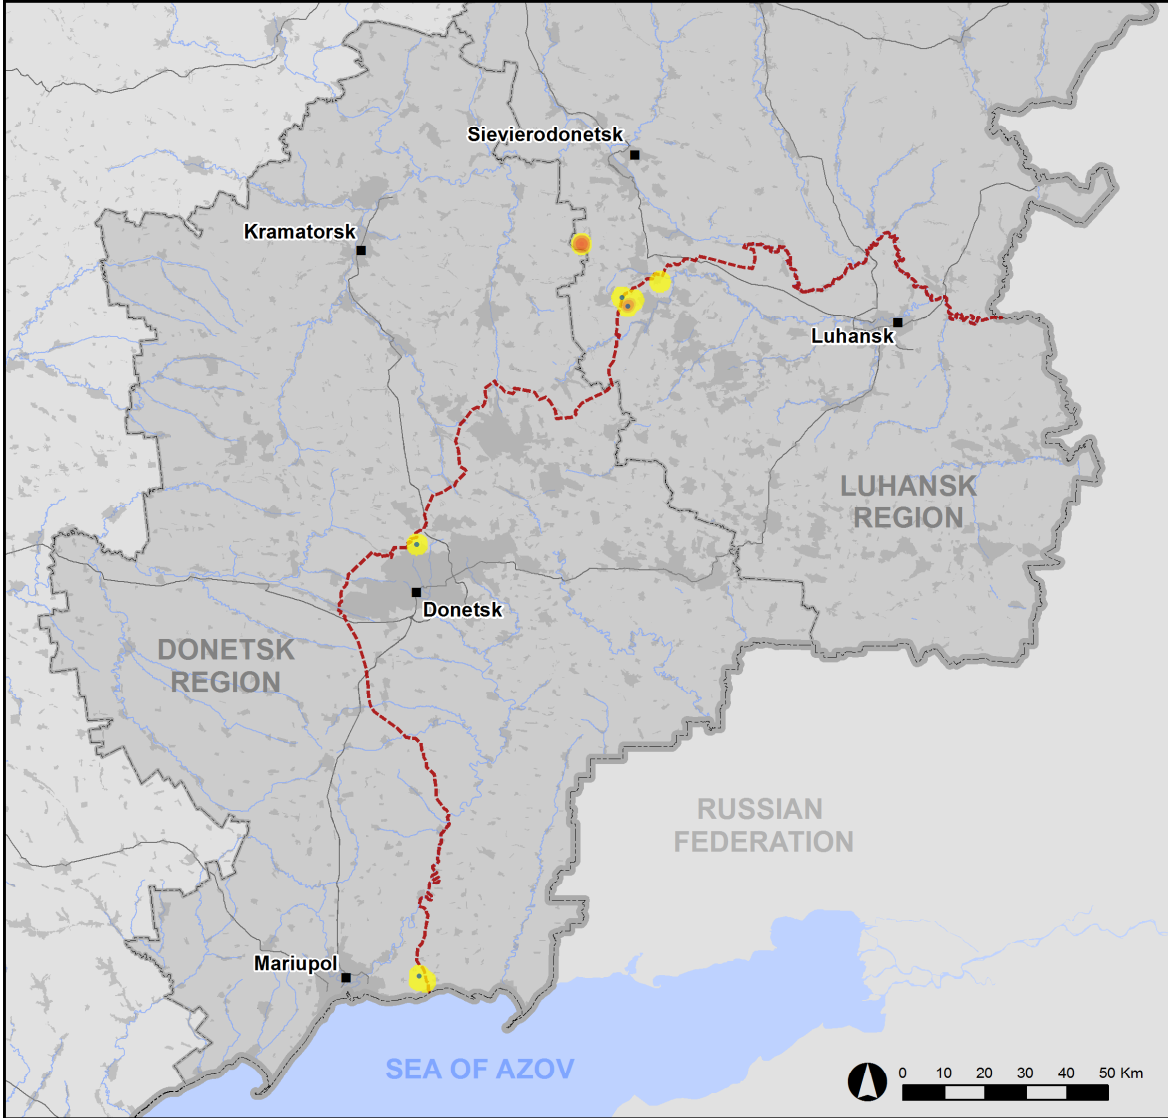 Sievierodonetsk
Kramatorsk
Luhansk
LUHANSK
REGION
Donetsk
DONETSK
REGION
RUSSIAN
FEDERATION
Mariupol
SEA OF AZOV
0 10 20 30 40 50 Km